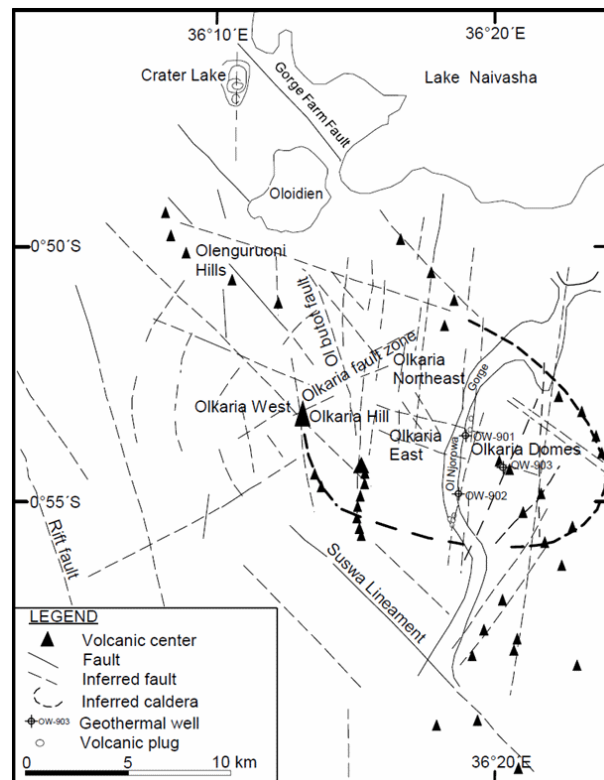 36°10´E
36°20´E
Crater Lake
Gorge Farm Fault
Lake Naivasha
Oloidien
0°50´S
Olenguruoni
Hills
Ol butot fault
Olkaria fault zone
Olkaria
Northeast
Gorge
Olkaria West
Olkaria Hill
Olkaria
East
OW-901
Olkaria Domes
OW-903
Ol Njorowa
OW-902
0°55´S
Rift fault
Suswa Lineament
LEGEND
Volcanic center
Fault
Inferred fault
Inferred caldera
OW-903 Geothermal well
Volcanic plug
0 5 10 km
36°20´E